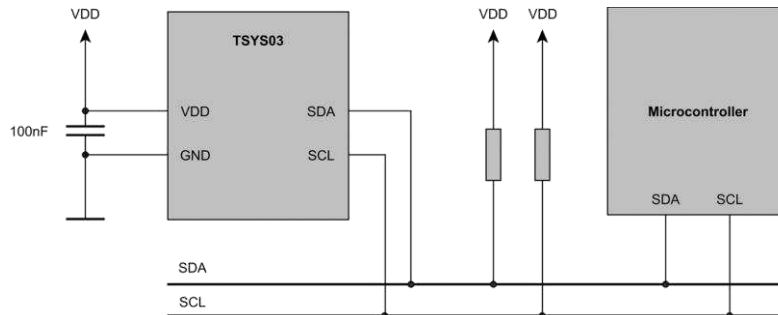 VDD
TSYS03
VDD
VDD
Microcontroller
VDD
SDA
100nF
GND
SCL
SDA
SCL
SDA
SCL